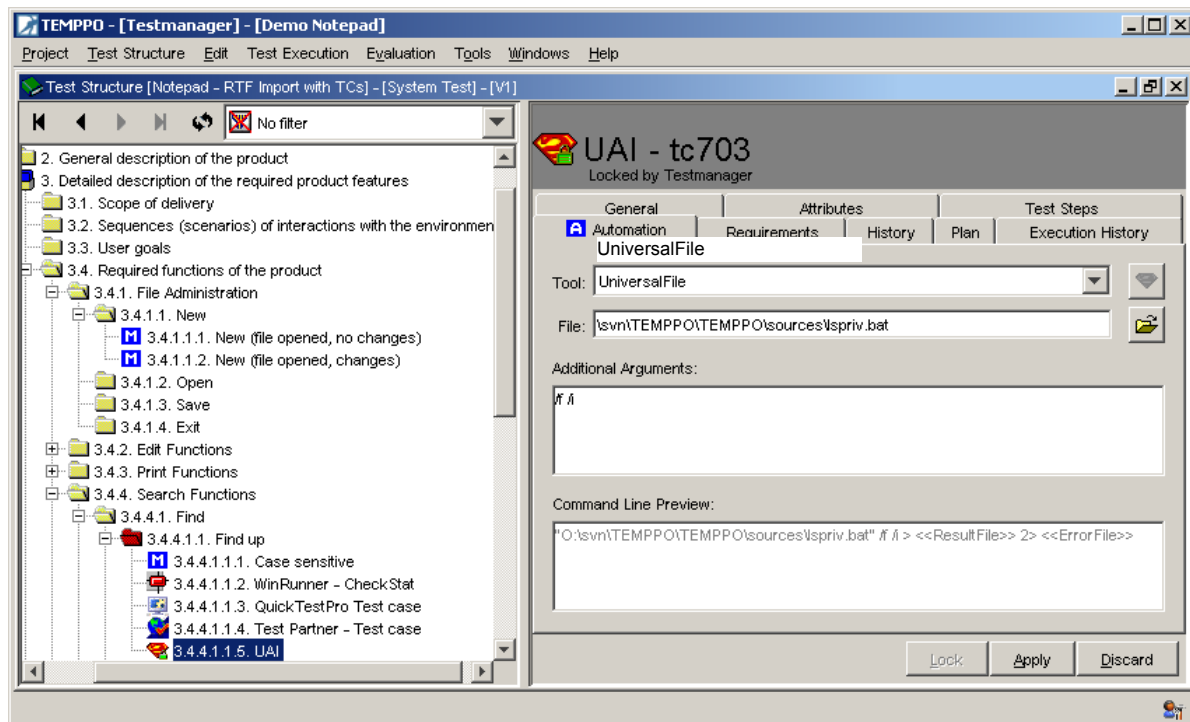 TEMPPO - [Testmanager] - [Demo Notepad]
Project Test Structure Edit Test Execution Evaluation Tools Windows Help
Test Structure [Notepad - RTF Import with TCs] - [System Test] - [V1]
No filter
2. General description of the product
3. Detailed description of the required product features
3.1. Scope of delivery
3.2. Sequences (scenarios) of interactions with the environmen
3.3. User goals
3.4. Required functions of the product
3.4.1. File Administration
3.4.1.1. New
M 3.4.1.1.1. New (file opened, no changes)
M 3.4.1.1.2. New (file opened, changes)
3.4.1.2. Open
3.4.1.3. Save
3.4.1.4. Exit
3.4.2. Edit Functions
3.4.3. Print Functions
3.4.4. Search Functions
3.4.4.1. Find
3.4.4.1.1. Find up
M 3.4.4.1.1.1. Case sensitive
3.4.4.1.1.2. WinRunner - CheckStat
3.4.4.1.1.3. QuickTestPro Test case
3.4.4.1.1.4. Test Partner - Test case
3.4.4.1.1.5. UAI
UAI - tc703
Locked by Testmanager
General Attributes Test Steps
A Automation Requirements History Plan Execution History
UniversalFile
Tool: UniversalFile
File: \svn\TEMPPO\TEMPPO\sources\lspriv.bat
Additional Arguments:
/f /i
Command Line Preview:
"O:\svn\TEMPPO\TEMPPO\sources\lspriv.bat" /f /i > <<ResultFile>> 2> <<ErrorFile>>
Lock Apply Discard